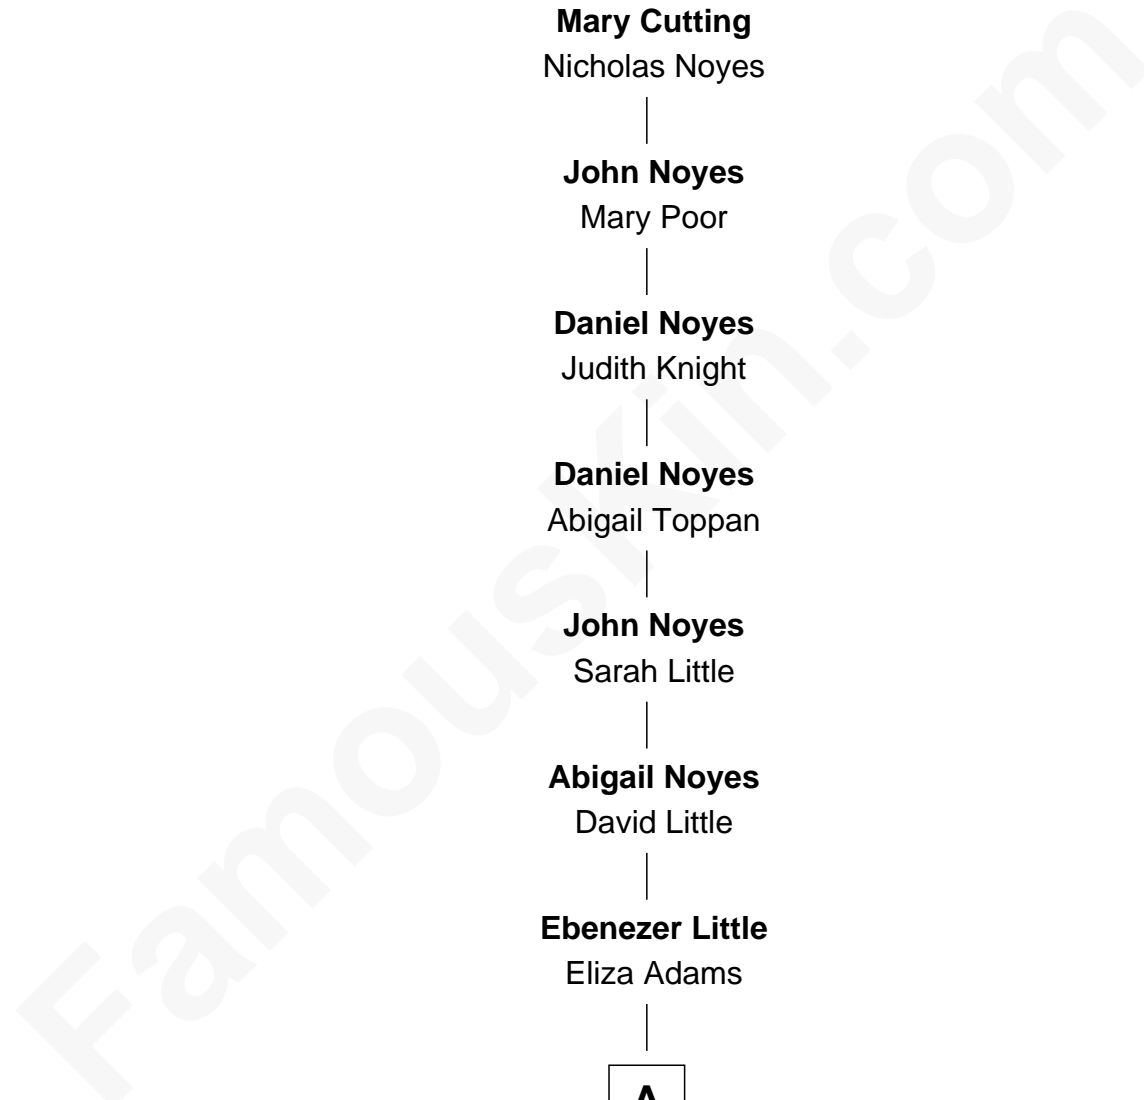 Mary Cutting
Nicholas Noyes
John Noyes
Mary Poor
Daniel Noyes
Judith Knight
Daniel Noyes
Abigail Toppan
John Noyes
Sarah Little
Abigail Noyes
David Little
Ebenezer Little
Eliza Adams
A
FamousKin.com